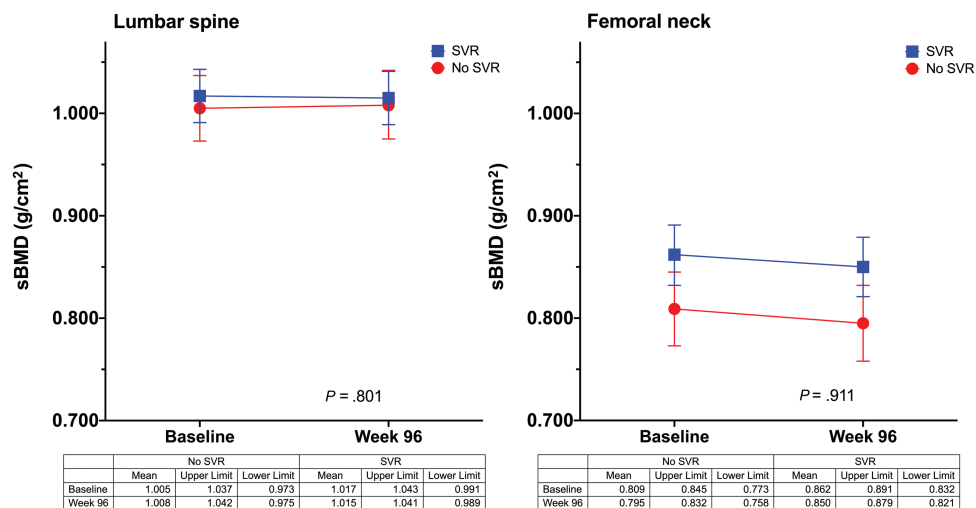 Lumbar spine
SVR
No SVR
1.000
0.900
0.800
0.700
sBMD (g/cm²)
P = .801
Baseline Week 96
No SVR SVR
Mean Upper Limit Lower Limit Mean Upper Limit Lower Limit
Baseline 1.005 1.037 0.973 1.017 1.043 0.991
Week 96 1.008 1.042 0.975 1.015 1.041 0.989
Femoral neck
SVR
No SVR
1.000
0.900
0.800
0.700
sBMD (g/cm²)
P = .911
Baseline Week 96
No SVR SVR
Mean Upper Limit Lower Limit Mean Upper Limit Lower Limit
Baseline 0.809 0.845 0.773 0.862 0.891 0.832
Week 96 0.795 0.832 0.758 0.850 0.879 0.821